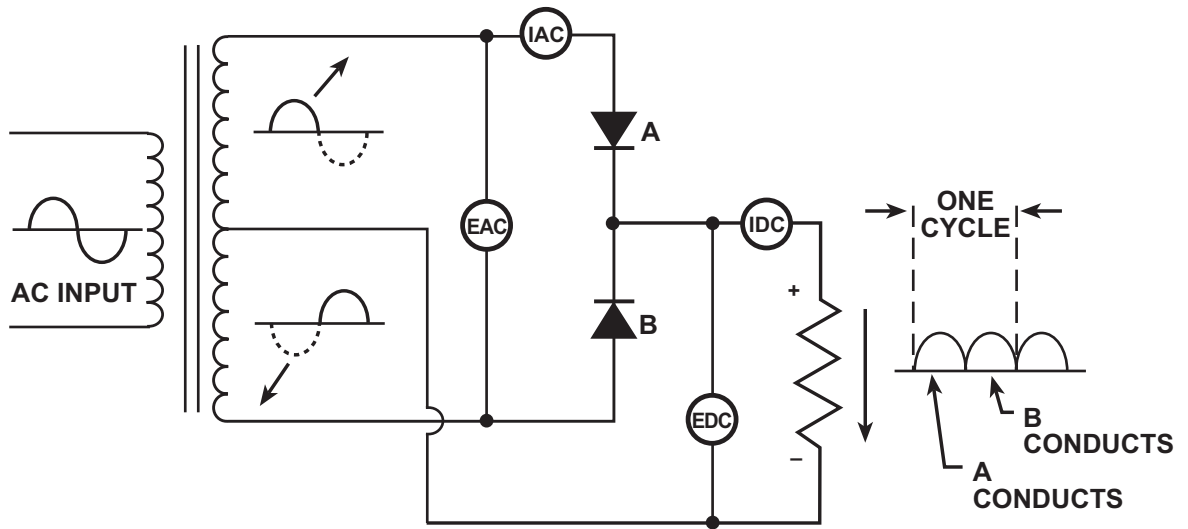 IAC
A
ONE
CYCLE
EAC
IDC
AC INPUT
+
B
EDC
–
B
CONDUCTS
A
CONDUCTS